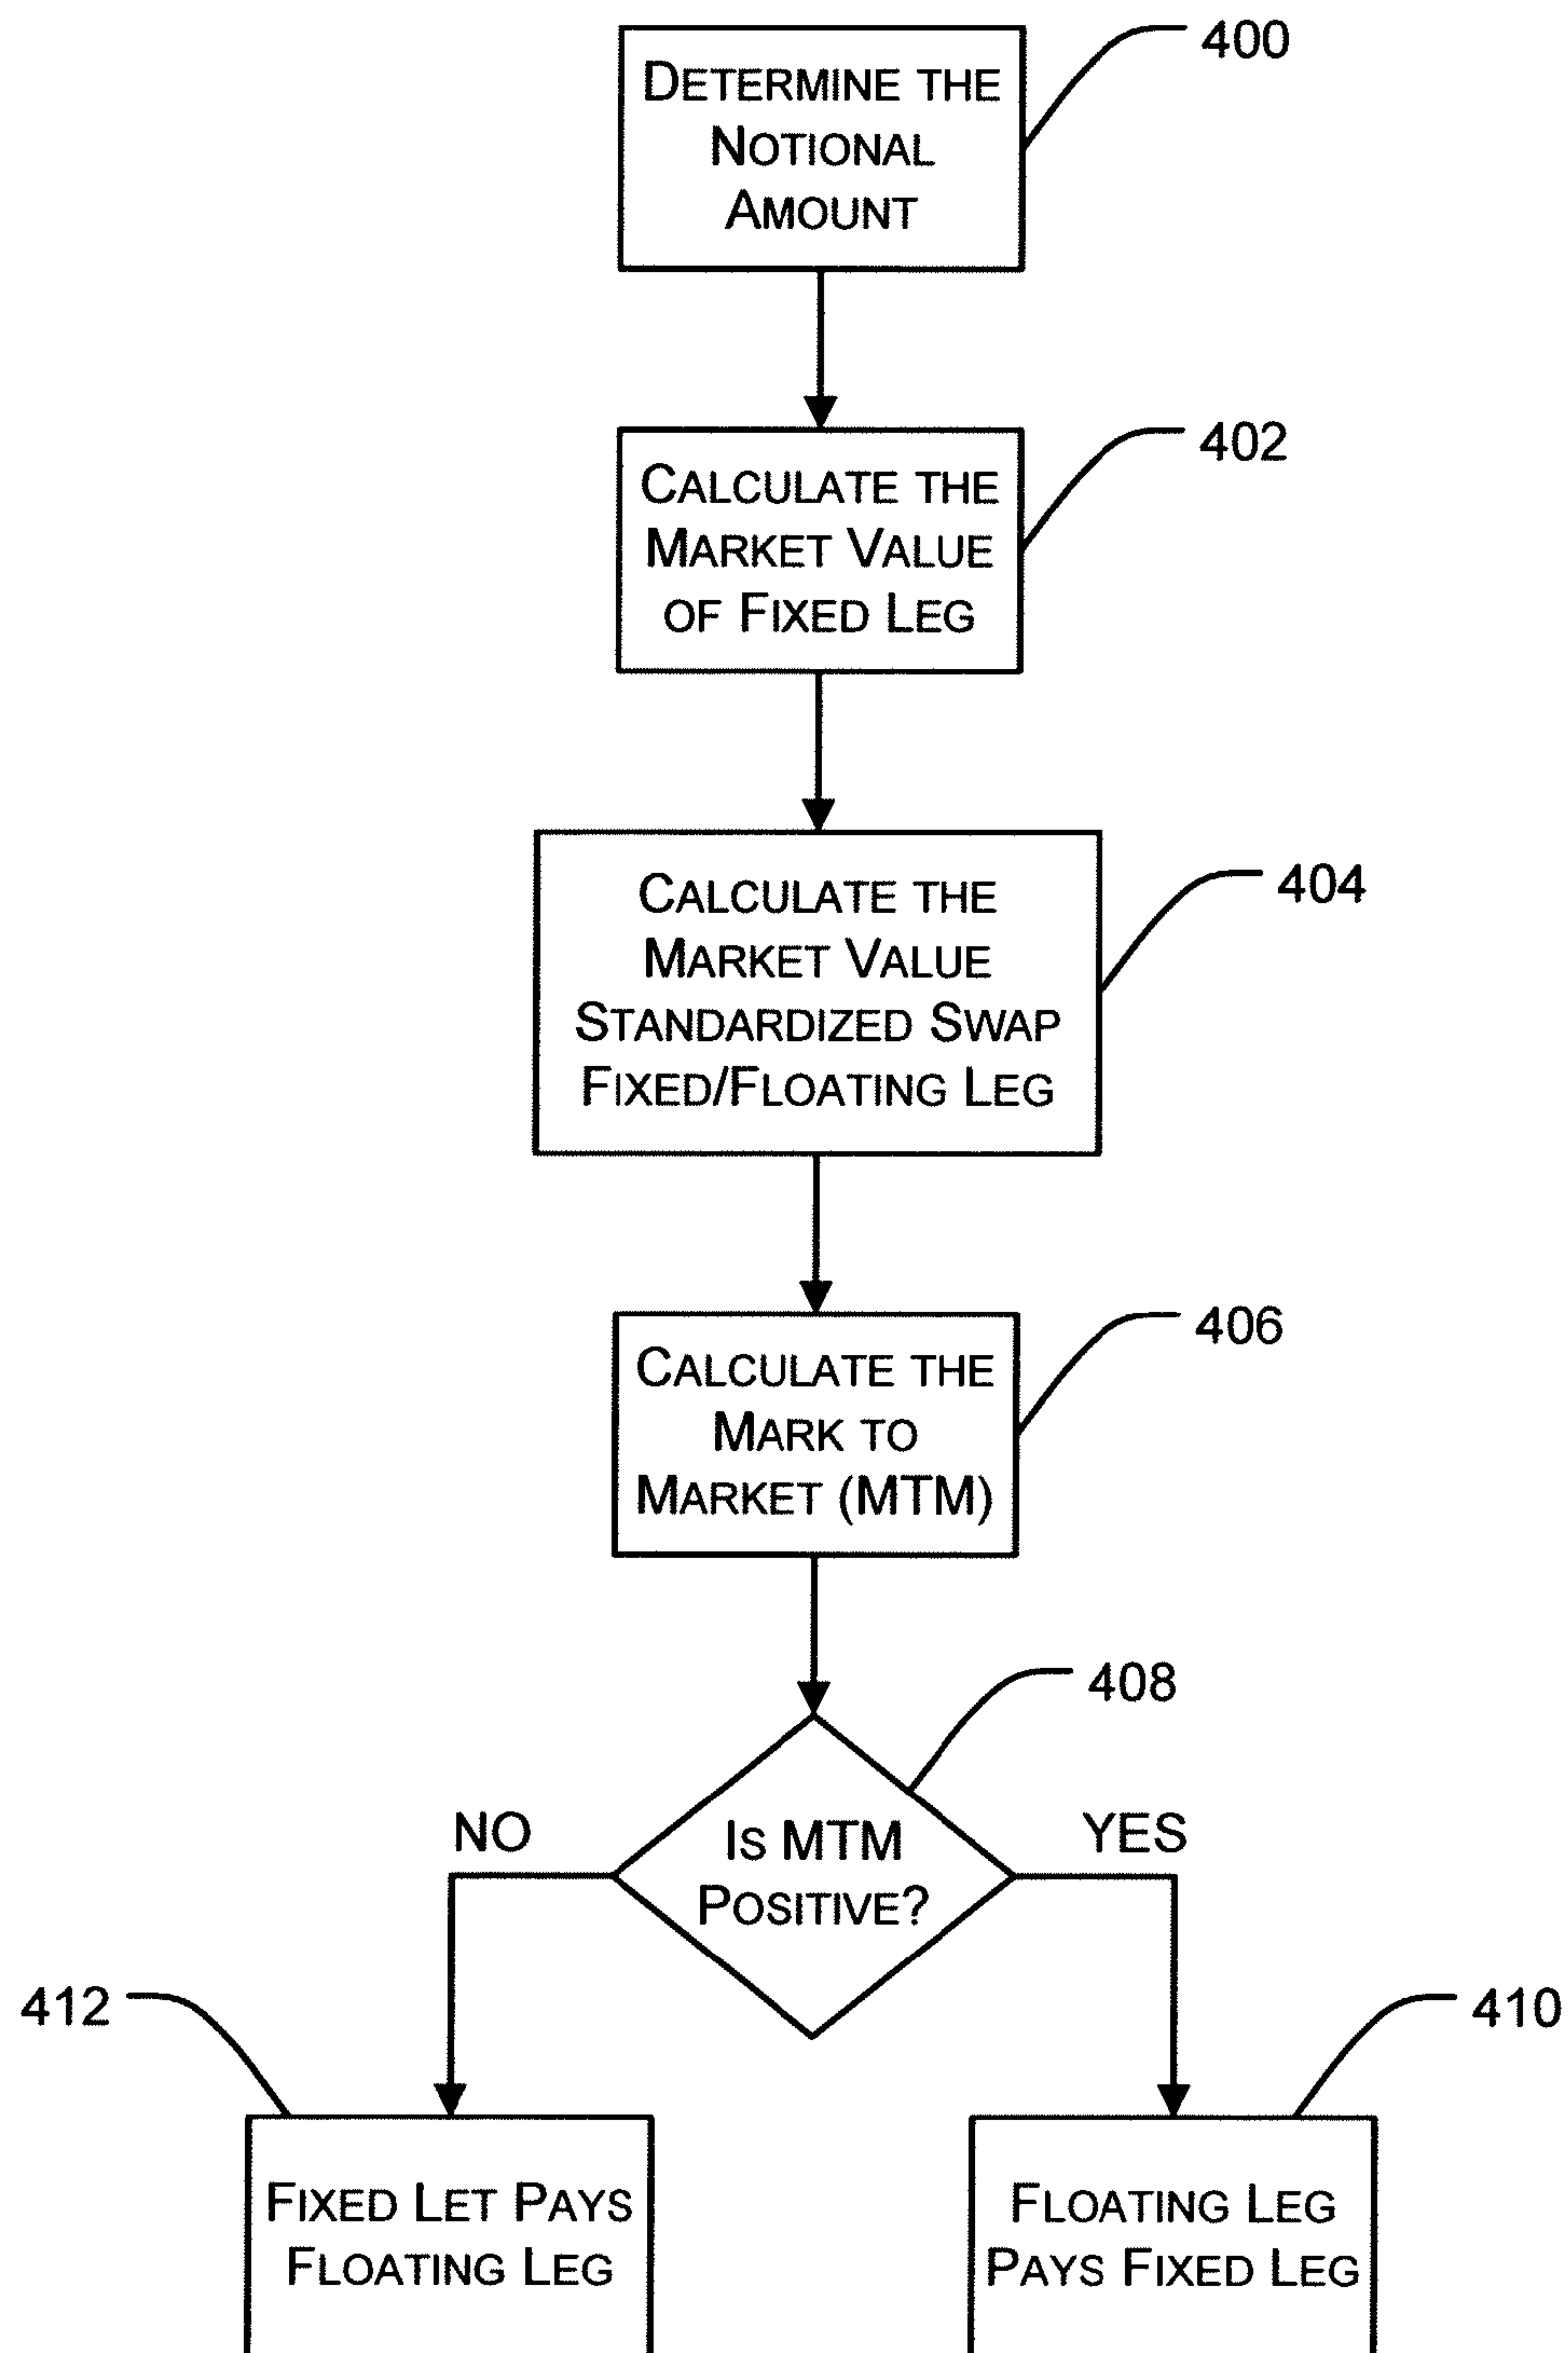 DETERMINE THE
NOTIONAL
AMOUNT
400
CALCULATE THE
MARKET VALUE
OF FIXED LEG
402
CALCULATE THE
MARKET VALUE
STANDARDIZED SWAP
FIXED/FLOATING LEG
404
CALCULATE THE
MARK TO
MARKET (MTM)
406
408
NO
IS MTM
POSITIVE?
YES
412
410
FIXED LET PAYS
FLOATING LEG
FLOATING LEG
PAYS FIXED LEG